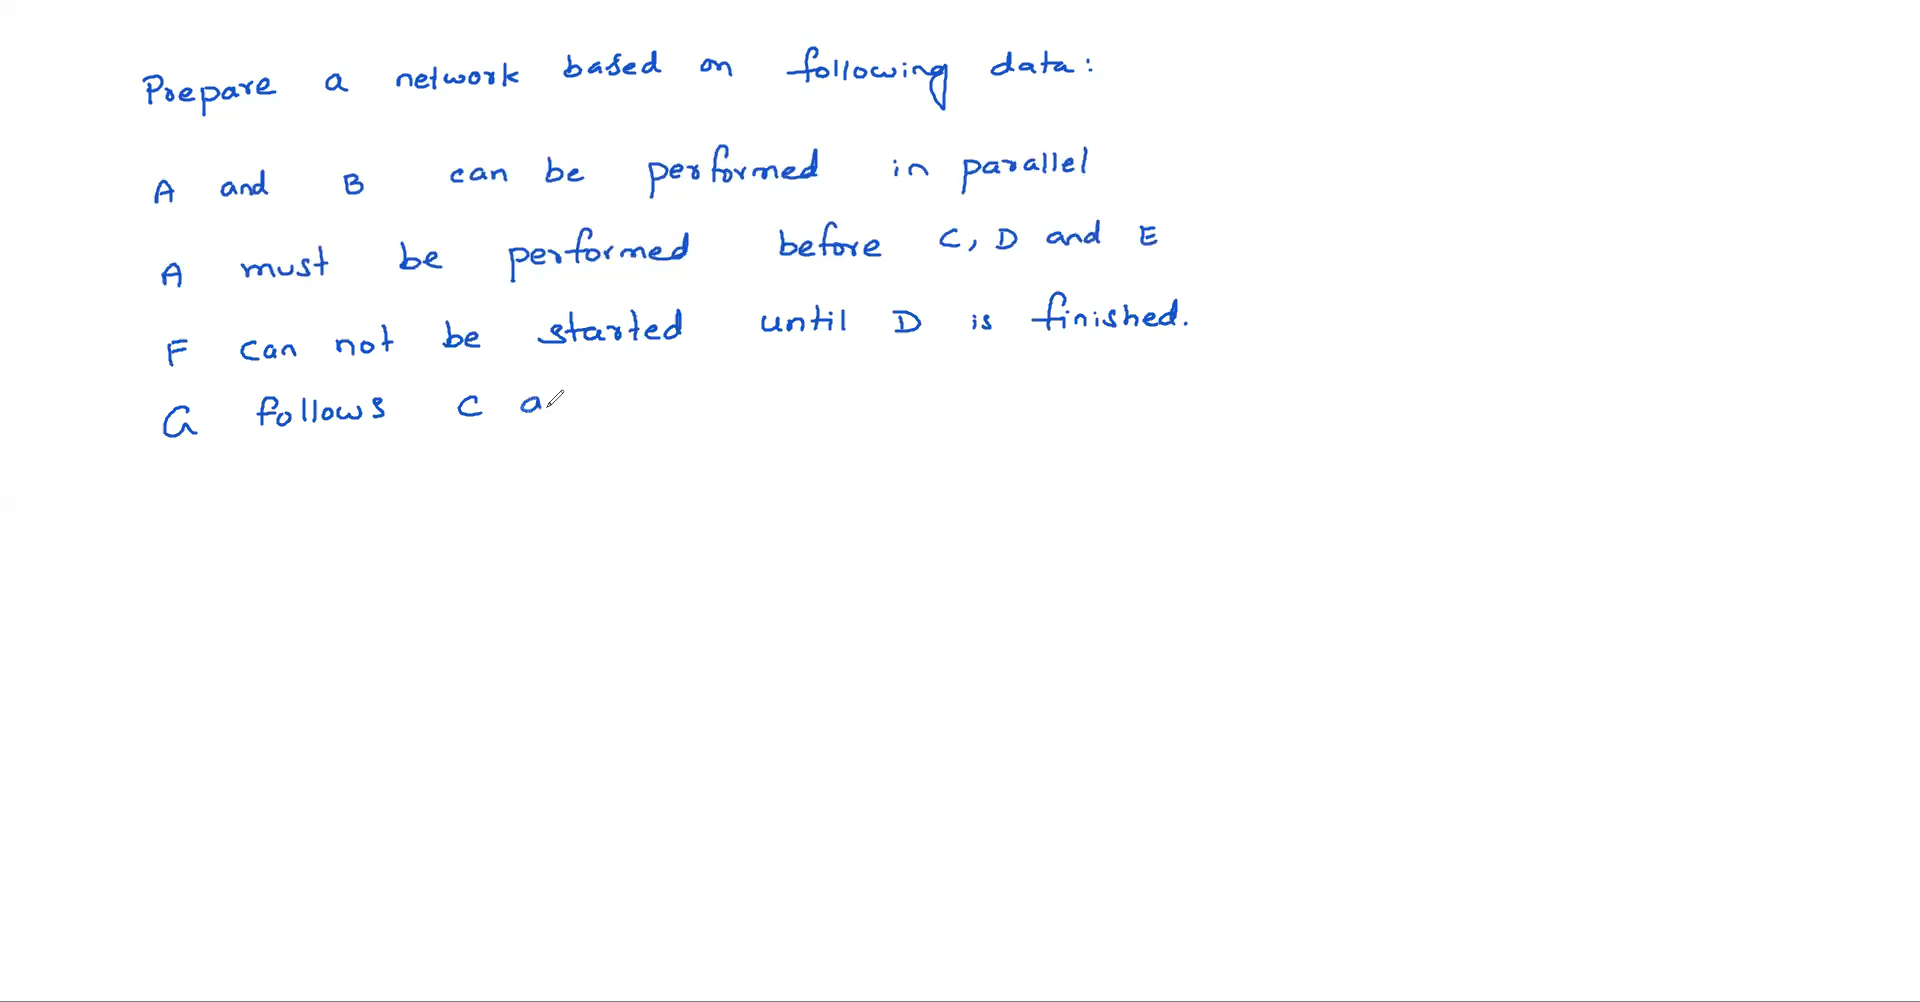 Prepare a network based on following data:
A and B can be performed in parallel
A must be performed before C, D and E
F can not be started until D is finished.
G follows C a